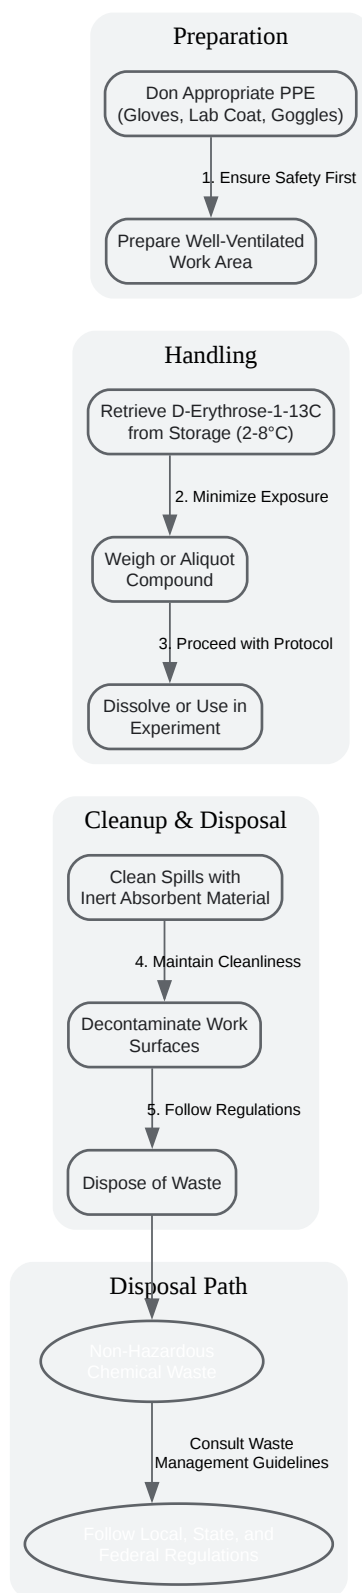 Preparation
Don Appropriate PPE
(Gloves, Lab Coat, Goggles)
1. Ensure Safety First
Prepare Well-Ventilated
Work Area
Handling
Retrieve D-Erythrose-1-13C
from Storage (2-8°C)
2. Minimize Exposure
Weigh or Aliquot
Compound
3. Proceed with Protocol
Dissolve or Use in
Experiment
Cleanup & Disposal
Clean Spills with
Inert Absorbent Material
4. Maintain Cleanliness
Decontaminate Work
Surfaces
5. Follow Regulations
Dispose of Waste
Disposal Path
Non-Hazardous
Chemical Waste
Consult Waste
Management Guidelines
Follow Local, State, and
Federal Regulations